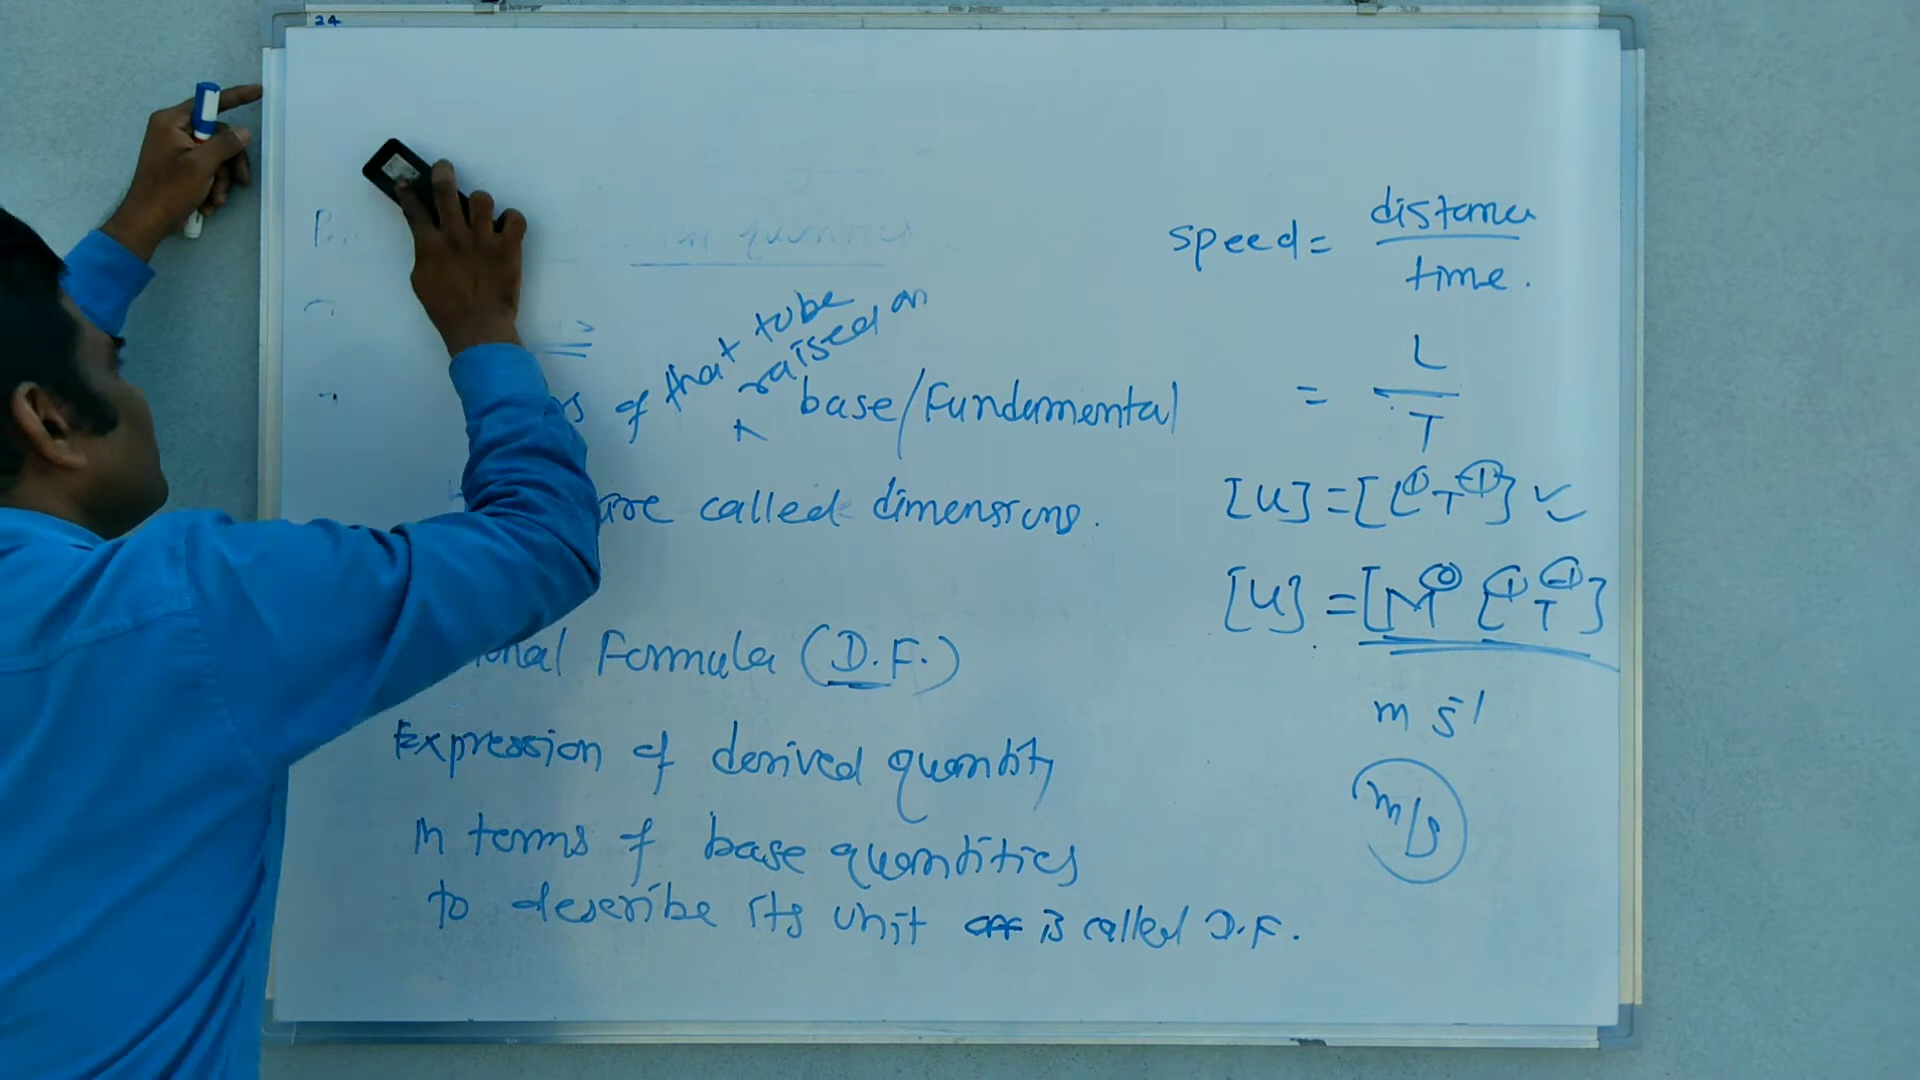 24
of that to be raised on base/Fundamental
are called dimensions.
Formula (D.F.)
Expression of derived quantity
in terms of base quantities
to describe its unit is called D.F.
speed = distance
time.
= L
T
[u] = [L¹ T⁻¹] ✓
[u] = [M⁰ L¹ T⁻¹]
m s⁻¹
m/s